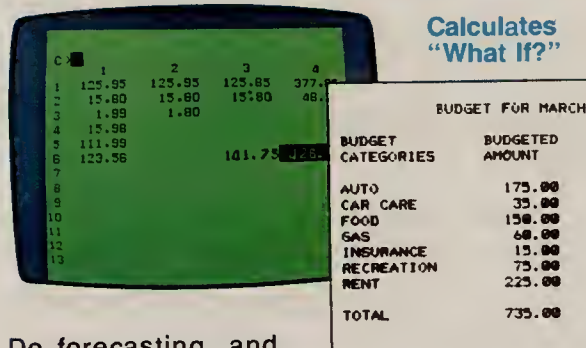 Calculates
"What If?"
C>
1 2 3 4
1 125.95 125.95 125.85
2 15.80 15.80 15.80
3 1.99 1.80
4 15.98
5 111.99
6 123.56 141.75
7
8
9
10
11
12
13
BUDGET FOR MARCH
BUDGET BUDGETED
CATEGORIES AMOUNT
AUTO 175.00
CAR CARE 35.00
FOOD 150.00
GAS 60.00
INSURANCE 15.00
RECREATION 75.00
RENT 225.00
TOTAL 735.00
Do forecasting and